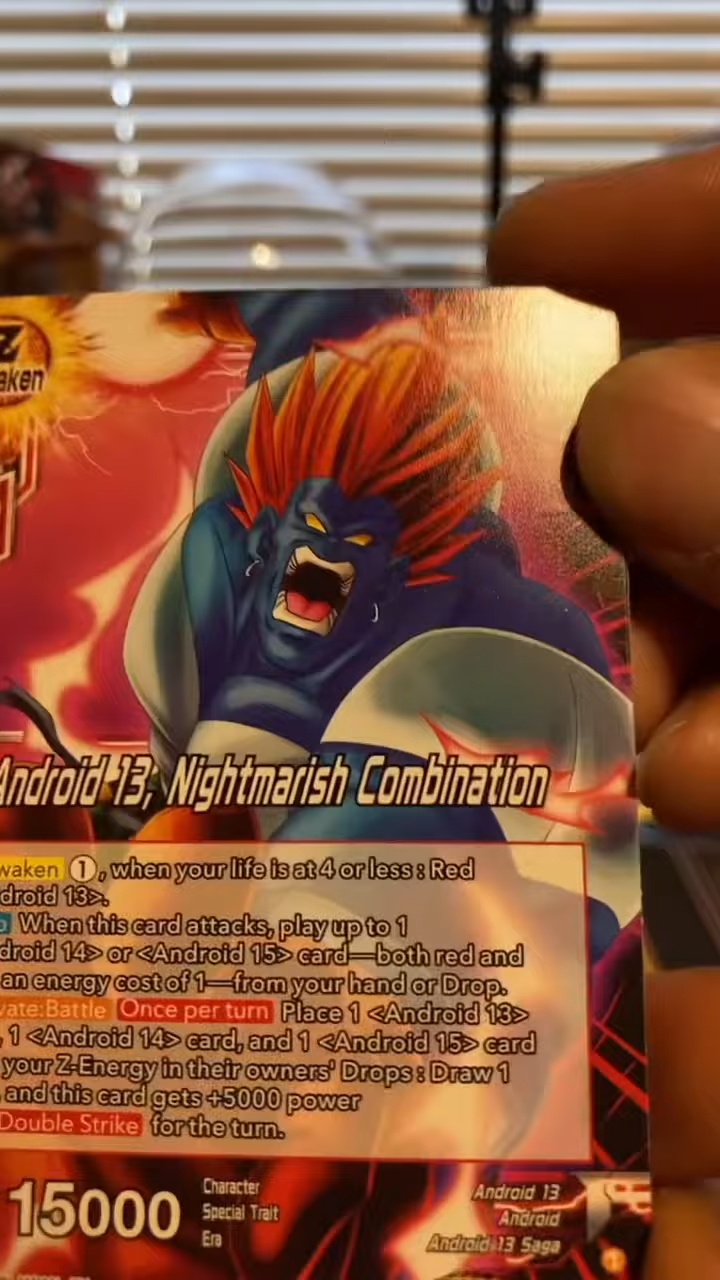 Z
aken
Android 13, Nightmarish Combination
waken 1, when your life is at 4 or less : Red
droid 13>.
o When this card attacks, play up to 1
droid 14> or <Android 15> card—both red and
an energy cost of 1—from your hand or Drop.
vate:Battle Once per turn Place 1 <Android 13>
, 1 <Android 14> card, and 1 <Android 15> card
your Z-Energy in their owners' Drops : Draw 1
and this card gets +5000 power
Double Strike for the turn.
15000
Character Android 13
Special Trait Android
Era Android 13 Saga